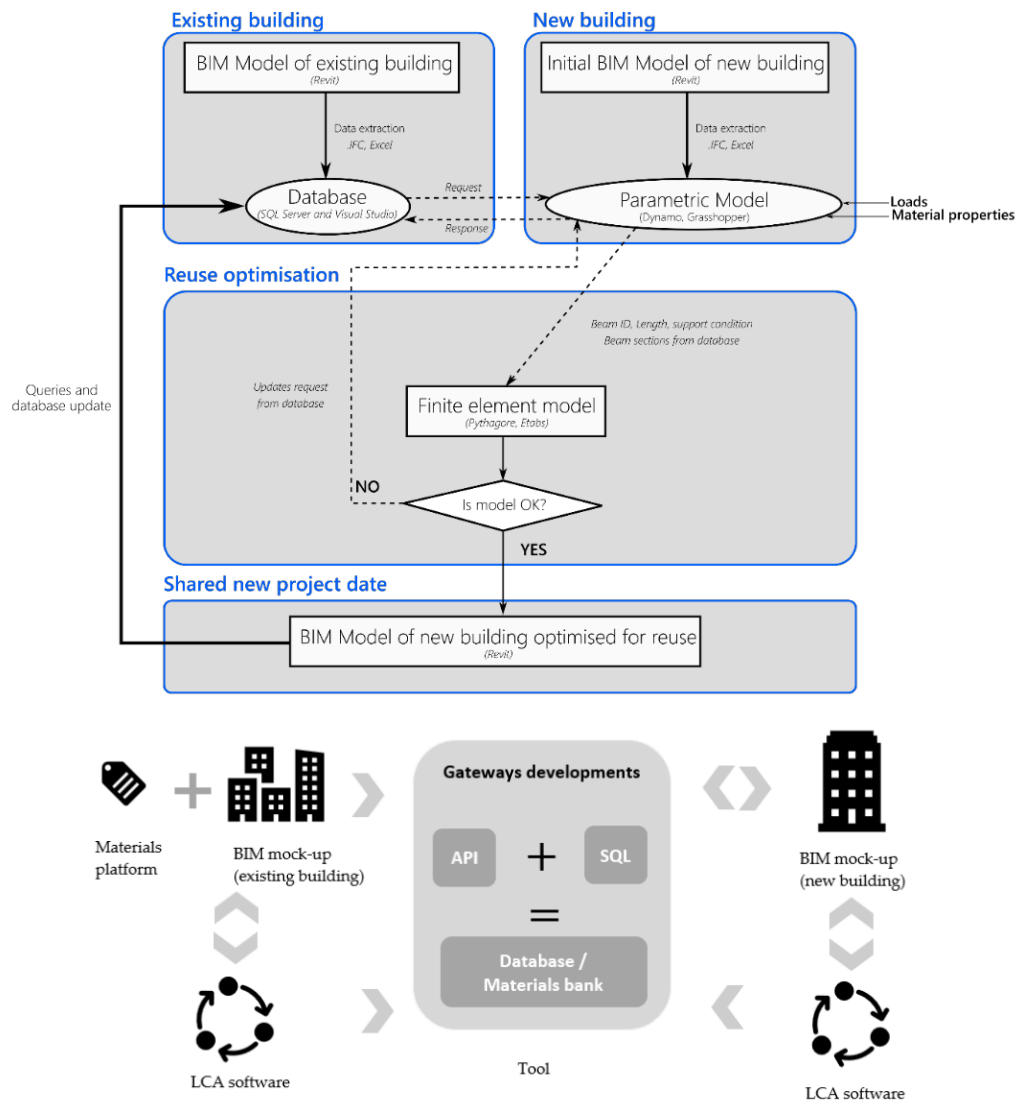 Existing building
New building
BIM Model of existing building
(Revit)
Initial BIM Model of new building
(Revit)
Data extraction
.IFC, Excel
Data extraction
.IFC, Excel
Database
(SQL Server and Visual Studio)
Request
Response
Parametric Model
(Dynamo, Grasshopper)
Loads
Material properties
Reuse optimisation
Beam ID, Length, support condition
Beam sections from database
Updates request
from database
Queries and
database update
Finite element model
(Pythagore, Etabs)
NO
Is model OK?
YES
Shared new project date
BIM Model of new building optimised for reuse
(Revit)
Gateways developments
API
+
SQL
=
Database /
Materials bank
Materials
platform
+
BIM mock-up
(existing building)
BIM mock-up
(new building)
LCA software
Tool
LCA software